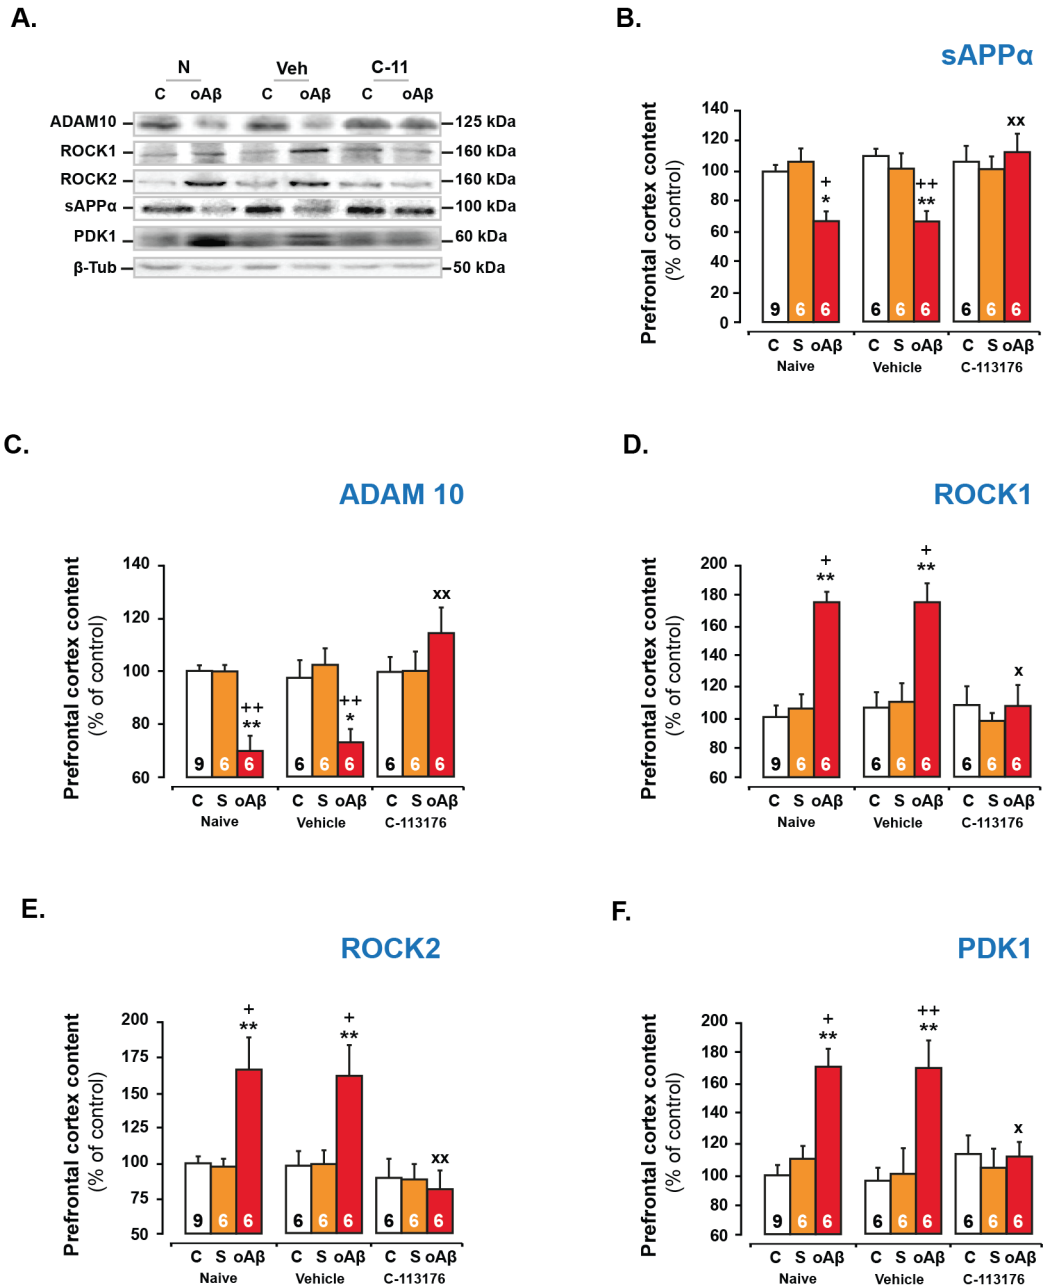 A.
N Veh C-11
C oAβ C oAβ C oAβ
ADAM10 125 kDa
ROCK1 160 kDa
ROCK2 160 kDa
sAPPα 100 kDa
PDK1 60 kDa
β-Tub 50 kDa
B.
sAPPα
Prefrontal cortex content
(% of control)
140
120
100
80
60
40
20
0
+ ++ xx
* **
9 6 6 6 6 6 6 6 6
C S oAβ C S oAβ C S oAβ
Naive Vehicle C-113176
C.
ADAM 10
Prefrontal cortex content
(% of control)
140
120
100
80
60
++ ++ xx
** *
9 6 6 6 6 6 6 6 6
C S oAβ C S oAβ C S oAβ
Naive Vehicle C-113176
D.
ROCK1
Prefrontal cortex content
(% of control)
200
180
160
140
120
100
80
60
+ + x
** **
9 6 6 6 6 6 6 6 6
C S oAβ C S oAβ C S oAβ
Naive Vehicle C-113176
E.
ROCK2
Prefrontal cortex content
(% of control)
200
175
150
125
100
75
50
+ + xx
** **
9 6 6 6 6 6 6 6 6
C S oAβ C S oAβ C S oAβ
Naive Vehicle C-113176
F.
PDK1
Prefrontal cortex content
(% of control)
200
180
160
140
120
100
80
60
+ ++ x
** **
9 6 6 6 6 6 6 6 6
C S oAβ C S oAβ C S oAβ
Naive Vehicle C-113176